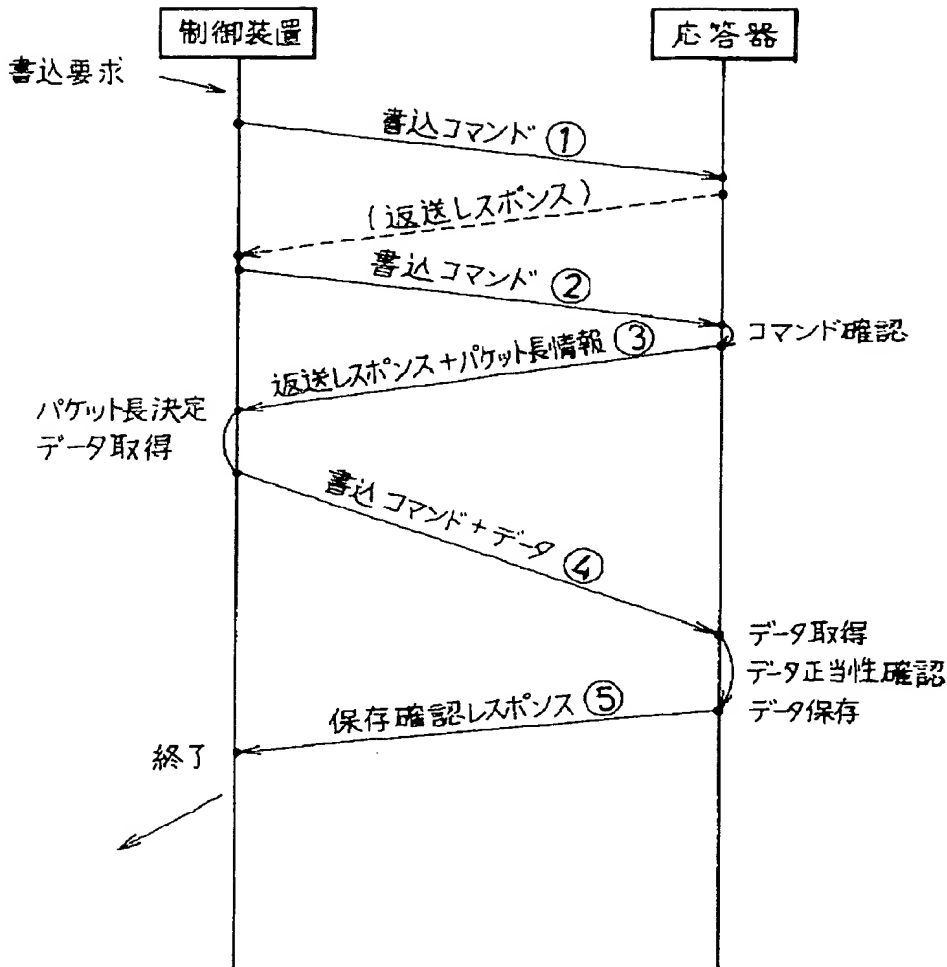 制御装置
応答器
書込要求
書込コマンド ①
(返送レスポンス)
書込コマンド ②
コマンド確認
返送レスポンス+パケット長情報 ③
パケット長決定
データ取得
書込コマンド+データ ④
データ取得
データ正当性確認
データ保存
保存確認レスポンス ⑤
終了